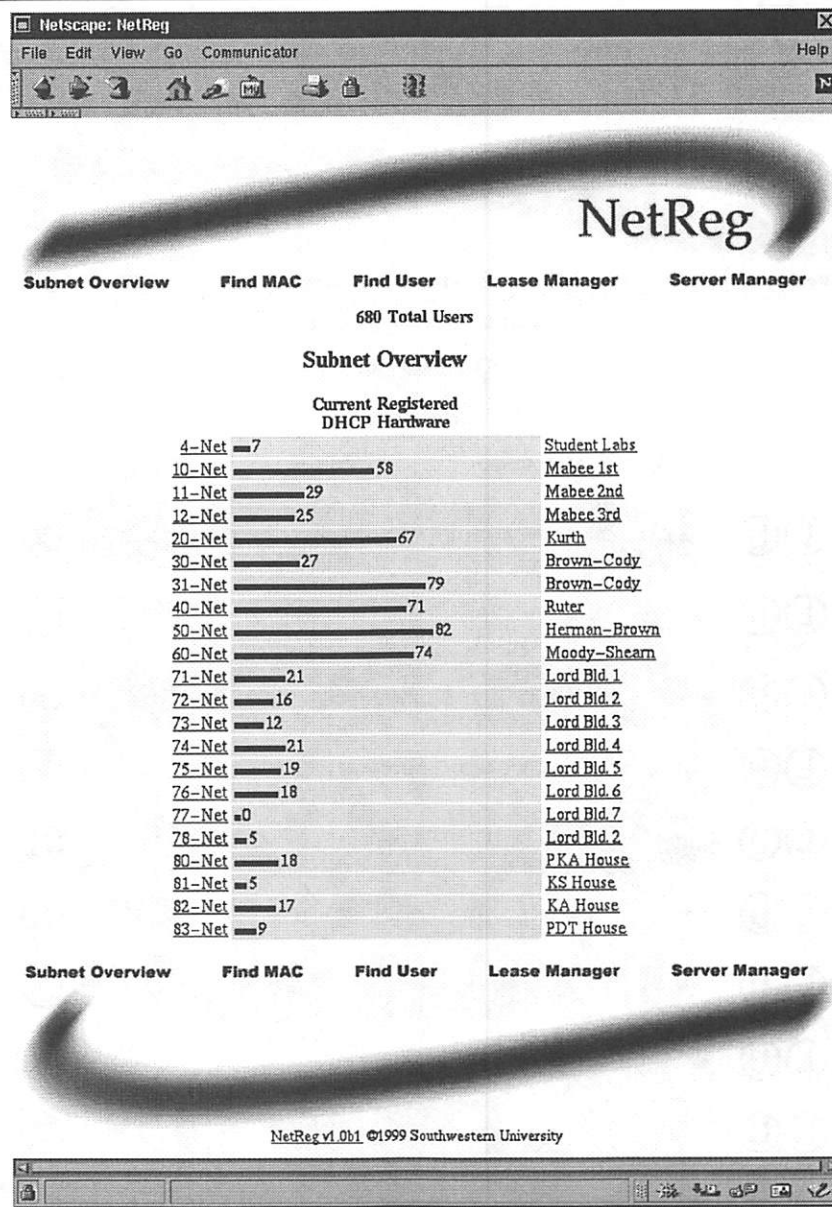 Netscape: NetReg
File Edit View Go Communicator Help
NetReg
Subnet Overview Find MAC Find User Lease Manager Server Manager
680 Total Users
Subnet Overview
Current Registered
DHCP Hardware
4-Net 7 Student Labs
10-Net 58 Mabee 1st
11-Net 29 Mabee 2nd
12-Net 25 Mabee 3rd
20-Net 67 Kurth
30-Net 27 Brown-Cody
31-Net 79 Brown-Cody
40-Net 71 Ruter
50-Net 82 Herman-Brown
60-Net 74 Moody-Shearn
71-Net 21 Lord Bld. 1
72-Net 16 Lord Bld. 2
73-Net 12 Lord Bld. 3
74-Net 21 Lord Bld. 4
75-Net 19 Lord Bld. 5
76-Net 18 Lord Bld. 6
77-Net 0 Lord Bld. 7
78-Net 5 Lord Bld. 2
80-Net 18 PKA House
81-Net 5 KS House
82-Net 17 KA House
83-Net 9 PDT House
Subnet Overview Find MAC Find User Lease Manager Server Manager
NetReg v1.0b1 ©1999 Southwestern University